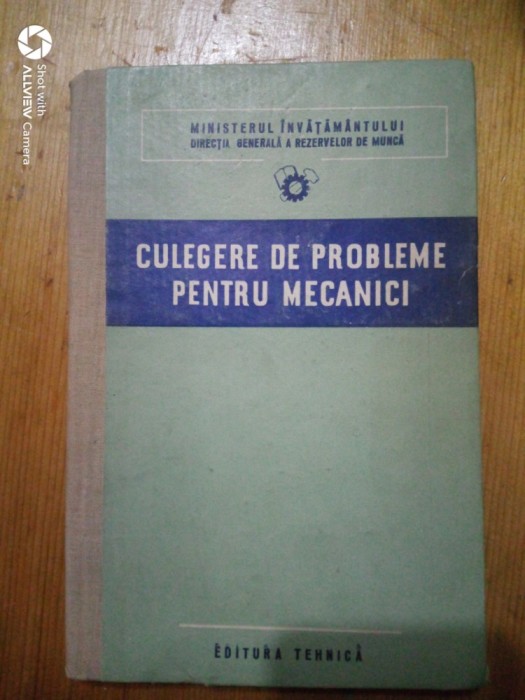 MINISTERUL ÎNVĂȚĂMÂNTULUI
DIRECȚIA GENERALĂ A REZERVELOR DE MUNCĂ
CULEGERE DE PROBLEME
PENTRU MECANICI
EDITURA TEHNICĂ
Shot with
ALLVIEW Camera